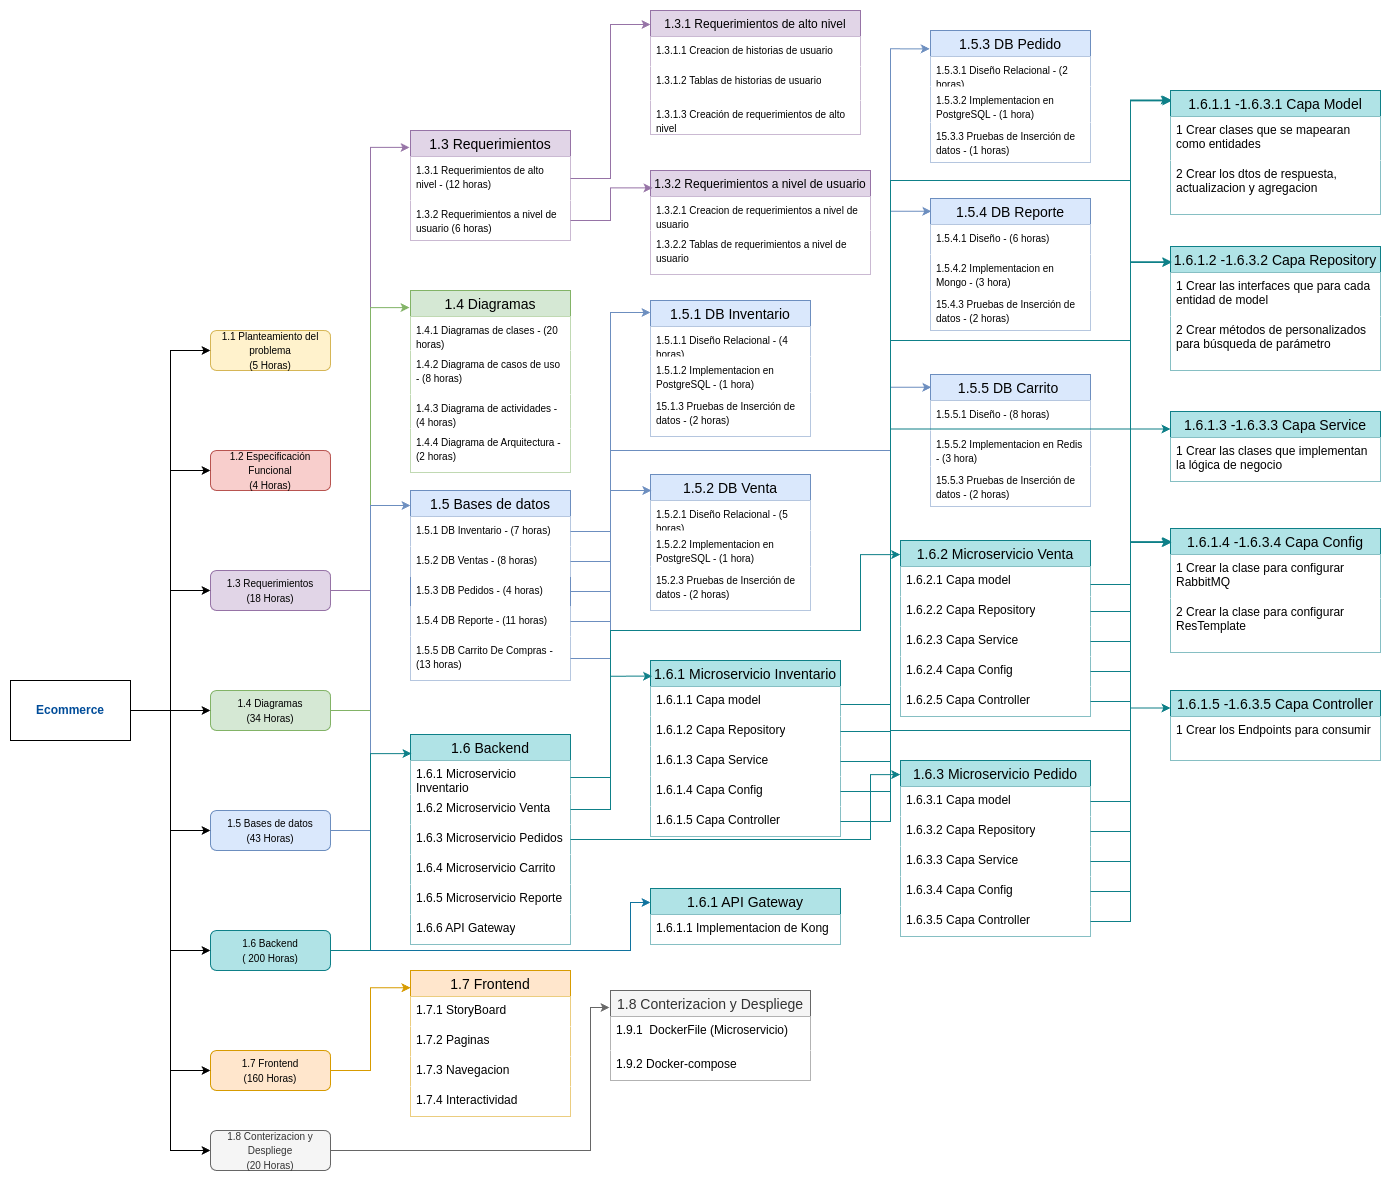 Ecommerce
1.1 Planteamiento del
problema
(5 Horas)
1.2 Especificación
Funcional
(4 Horas)
1.3 Requerimientos
(18 Horas)
1.4 Diagramas
(34 Horas)
1.5 Bases de datos
(43 Horas)
1.6 Backend
( 200 Horas)
1.7 Frontend
(160 Horas)
1.8 Conterizacion y
Despliege
(20 Horas)
1.3 Requerimientos
1.3.1 Requerimientos de alto
nivel - (12 horas)
1.3.2 Requerimientos a nivel de
usuario (6 horas)
1.4 Diagramas
1.4.1 Diagramas de clases - (20
horas)
1.4.2 Diagrama de casos de uso
- (8 horas)
1.4.3 Diagrama de actividades -
(4 horas)
1.4.4 Diagrama de Arquitectura -
(2 horas)
1.5 Bases de datos
1.5.1 DB Inventario - (7 horas)
1.5.2 DB Ventas - (8 horas)
1.5.3 DB Pedidos - (4 horas)
1.5.4 DB Reporte - (11 horas)
1.5.5 DB Carrito De Compras -
(13 horas)
1.6 Backend
1.6.1 Microservicio
Inventario
1.6.2 Microservicio Venta
1.6.3 Microservicio Pedidos
1.6.4 Microservicio Carrito
1.6.5 Microservicio Reporte
1.6.6 API Gateway
1.7 Frontend
1.7.1 StoryBoard
1.7.2 Paginas
1.7.3 Navegacion
1.7.4 Interactividad
1.3.1 Requerimientos de alto nivel
1.3.1.1 Creacion de historias de usuario
1.3.1.2 Tablas de historias de usuario
1.3.1.3 Creación de requerimientos de alto
nivel
1.3.2 Requerimientos a nivel de usuario
1.3.2.1 Creacion de requerimientos a nivel de
usuario
1.3.2.2 Tablas de requerimientos a nivel de
usuario
1.5.1 DB Inventario
1.5.1.1 Diseño Relacional - (4
horas)
1.5.1.2 Implementacion en
PostgreSQL - (1 hora)
15.1.3 Pruebas de Inserción de
datos - (2 horas)
1.5.2 DB Venta
1.5.2.1 Diseño Relacional - (5
horas)
1.5.2.2 Implementacion en
PostgreSQL - (1 hora)
15.2.3 Pruebas de Inserción de
datos - (2 horas)
1.6.1 Microservicio Inventario
1.6.1.1 Capa model
1.6.1.2 Capa Repository
1.6.1.3 Capa Service
1.6.1.4 Capa Config
1.6.1.5 Capa Controller
1.6.1 API Gateway
1.6.1.1 Implementacion de Kong
1.8 Conterizacion y Despliege
1.9.1 DockerFile (Microservicio)
1.9.2 Docker-compose
1.5.3 DB Pedido
1.5.3.1 Diseño Relacional - (2
horas)
1.5.3.2 Implementacion en
PostgreSQL - (1 hora)
15.3.3 Pruebas de Inserción de
datos - (1 horas)
1.5.4 DB Reporte
1.5.4.1 Diseño - (6 horas)
1.5.4.2 Implementacion en
Mongo - (3 hora)
15.4.3 Pruebas de Inserción de
datos - (2 horas)
1.5.5 DB Carrito
1.5.5.1 Diseño - (8 horas)
1.5.5.2 Implementacion en Redis
- (3 hora)
15.5.3 Pruebas de Inserción de
datos - (2 horas)
1.6.2 Microservicio Venta
1.6.2.1 Capa model
1.6.2.2 Capa Repository
1.6.2.3 Capa Service
1.6.2.4 Capa Config
1.6.2.5 Capa Controller
1.6.3 Microservicio Pedido
1.6.3.1 Capa model
1.6.3.2 Capa Repository
1.6.3.3 Capa Service
1.6.3.4 Capa Config
1.6.3.5 Capa Controller
1.6.1.1 -1.6.3.1 Capa Model
1 Crear clases que se mapearan
como entidades
2 Crear los dtos de respuesta,
actualizacion y agregacion
1.6.1.2 -1.6.3.2 Capa Repository
1 Crear las interfaces que para cada
entidad de model
2 Crear métodos de personalizados
para búsqueda de parámetro
1.6.1.3 -1.6.3.3 Capa Service
1 Crear las clases que implementan
la lógica de negocio
1.6.1.4 -1.6.3.4 Capa Config
1 Crear la clase para configurar
RabbitMQ
2 Crear la clase para configurar
ResTemplate
1.6.1.5 -1.6.3.5 Capa Controller
1 Crear los Endpoints para consumir